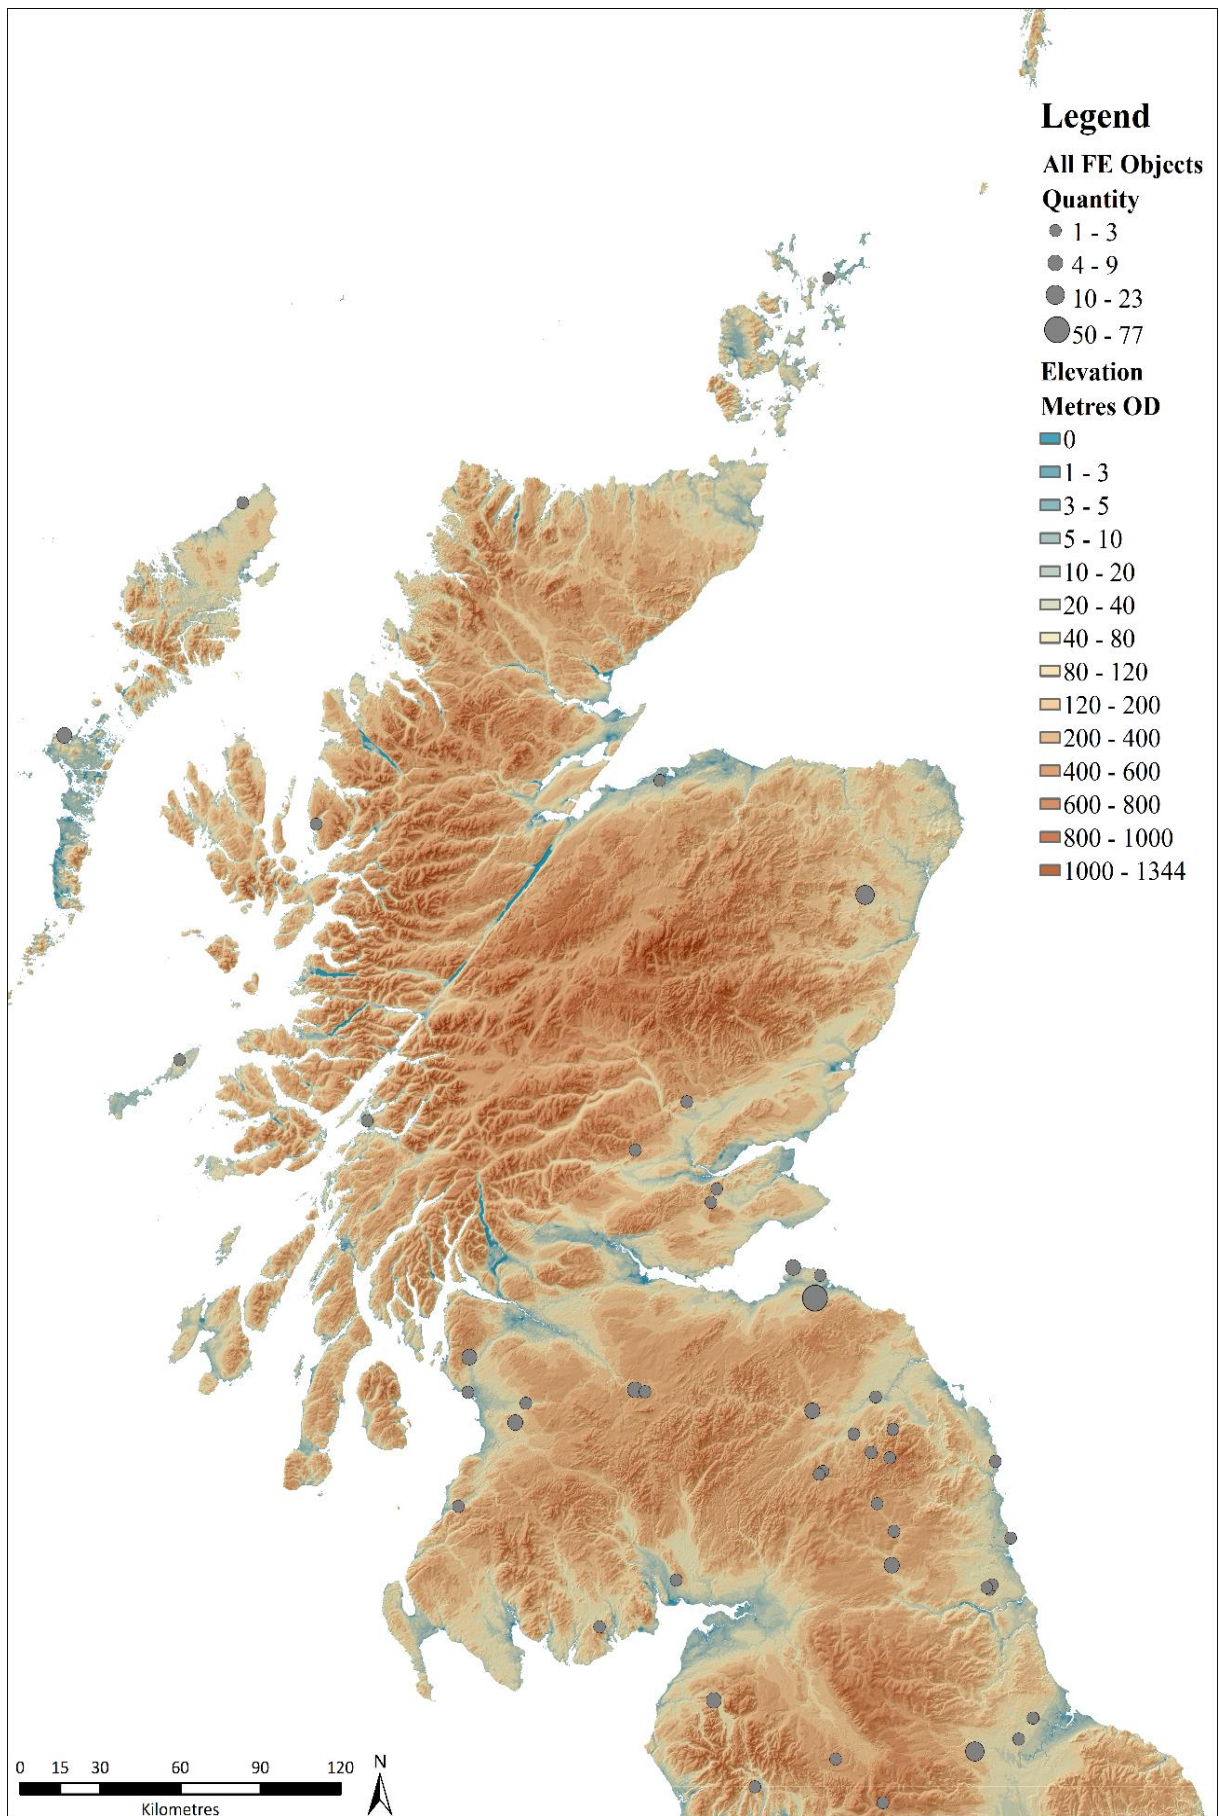 Legend
All FE Objects
Quantity
1 - 3
4 - 9
10 - 23
50 - 77
Elevation
Metres OD
0
1 - 3
3 - 5
5 - 10
10 - 20
20 - 40
40 - 80
80 - 120
120 - 200
200 - 400
400 - 600
600 - 800
800 - 1000
1000 - 1344
0 15 30 60 90 120
Kilometres
N